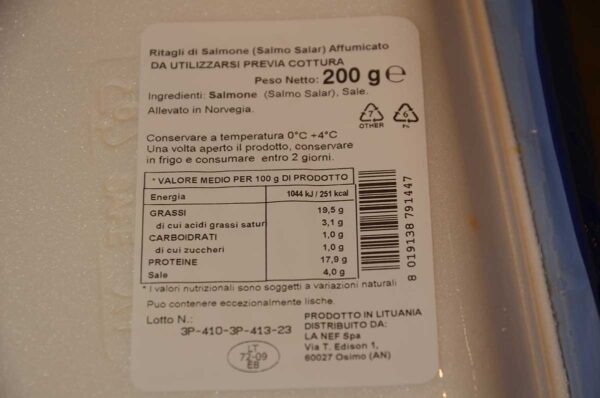 Ritagli di Salmone (Salmo Salar) Affumicato
DA UTILIZZARSI PREVIA COTTURA
Peso Netto: 200 g ℮
Ingredienti: Salmone (Salmo Salar), Sale.
Allevato in Norvegia.
7
OTHER
6
Conservare a temperatura 0°C +4°C
Una volta aperto il prodotto, conservare
in frigo e consumare entro 2 giorni.
* VALORE MEDIO PER 100 g DI PRODOTTO
Energia 1044 kJ / 251 kcal
GRASSI 19,5 g
di cui acidi grassi saturi 3,1 g
CARBOIDRATI 1,0 g
di cui zuccheri 1,0 g
PROTEINE 17,9 g
Sale 4,0 g
8 019138 791447
* I valori nutrizionali sono soggetti a variazioni naturali
Puo contenere eccezionalmente lische.
Lotto N.:
3P-410-3P-413-23
LT
72-09
EB
PRODOTTO IN LITUANIA
DISTRIBUITO DA:
LA NEF Spa
Via T. Edison 1,
60027 Osimo (AN)